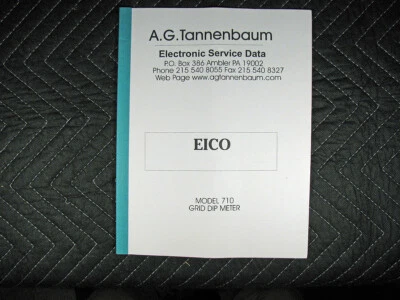 A.G.Tannenbaum
Electronic Service Data
P.O. Box 386 Ambler PA 19002
Phone 215 540 8055 Fax 215 540 8327
Web Page www.agtannenbaum.com
EICO
MODEL 710
GRID DIP METER